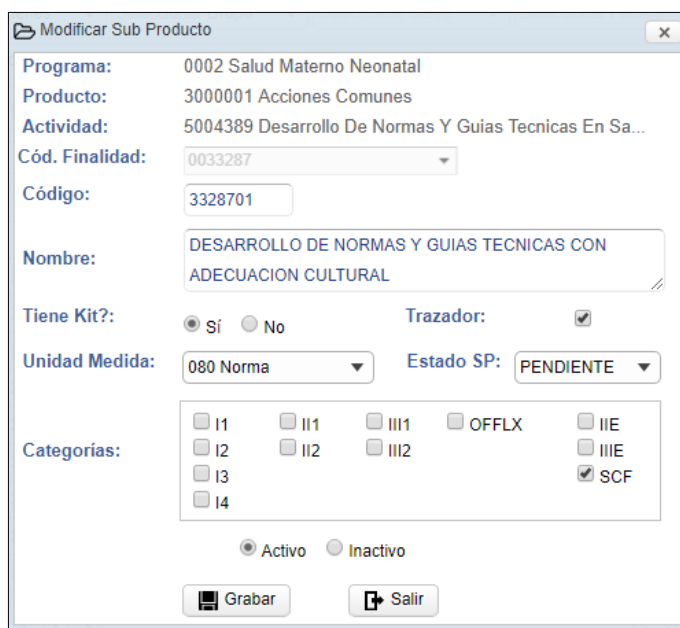 Modificar Sub Producto
Programa: 0002 Salud Materno Neonatal
Producto: 3000001 Acciones Comunes
Actividad: 5004389 Desarrollo De Normas Y Guias Tecnicas En Sa...
Cód. Finalidad: 0033287
Código: 3328701
Nombre: DESARROLLO DE NORMAS Y GUIAS TECNICAS CON
ADECUACION CULTURAL
Tiene Kit?: Sí No Trazador:
Unidad Medida: 080 Norma Estado SP: PENDIENTE
Categorías:
I1 II1 III1 OFFLX IIE
I2 II2 III2 IIIE
I3 SCF
I4
Activo Inactivo
Grabar Salir